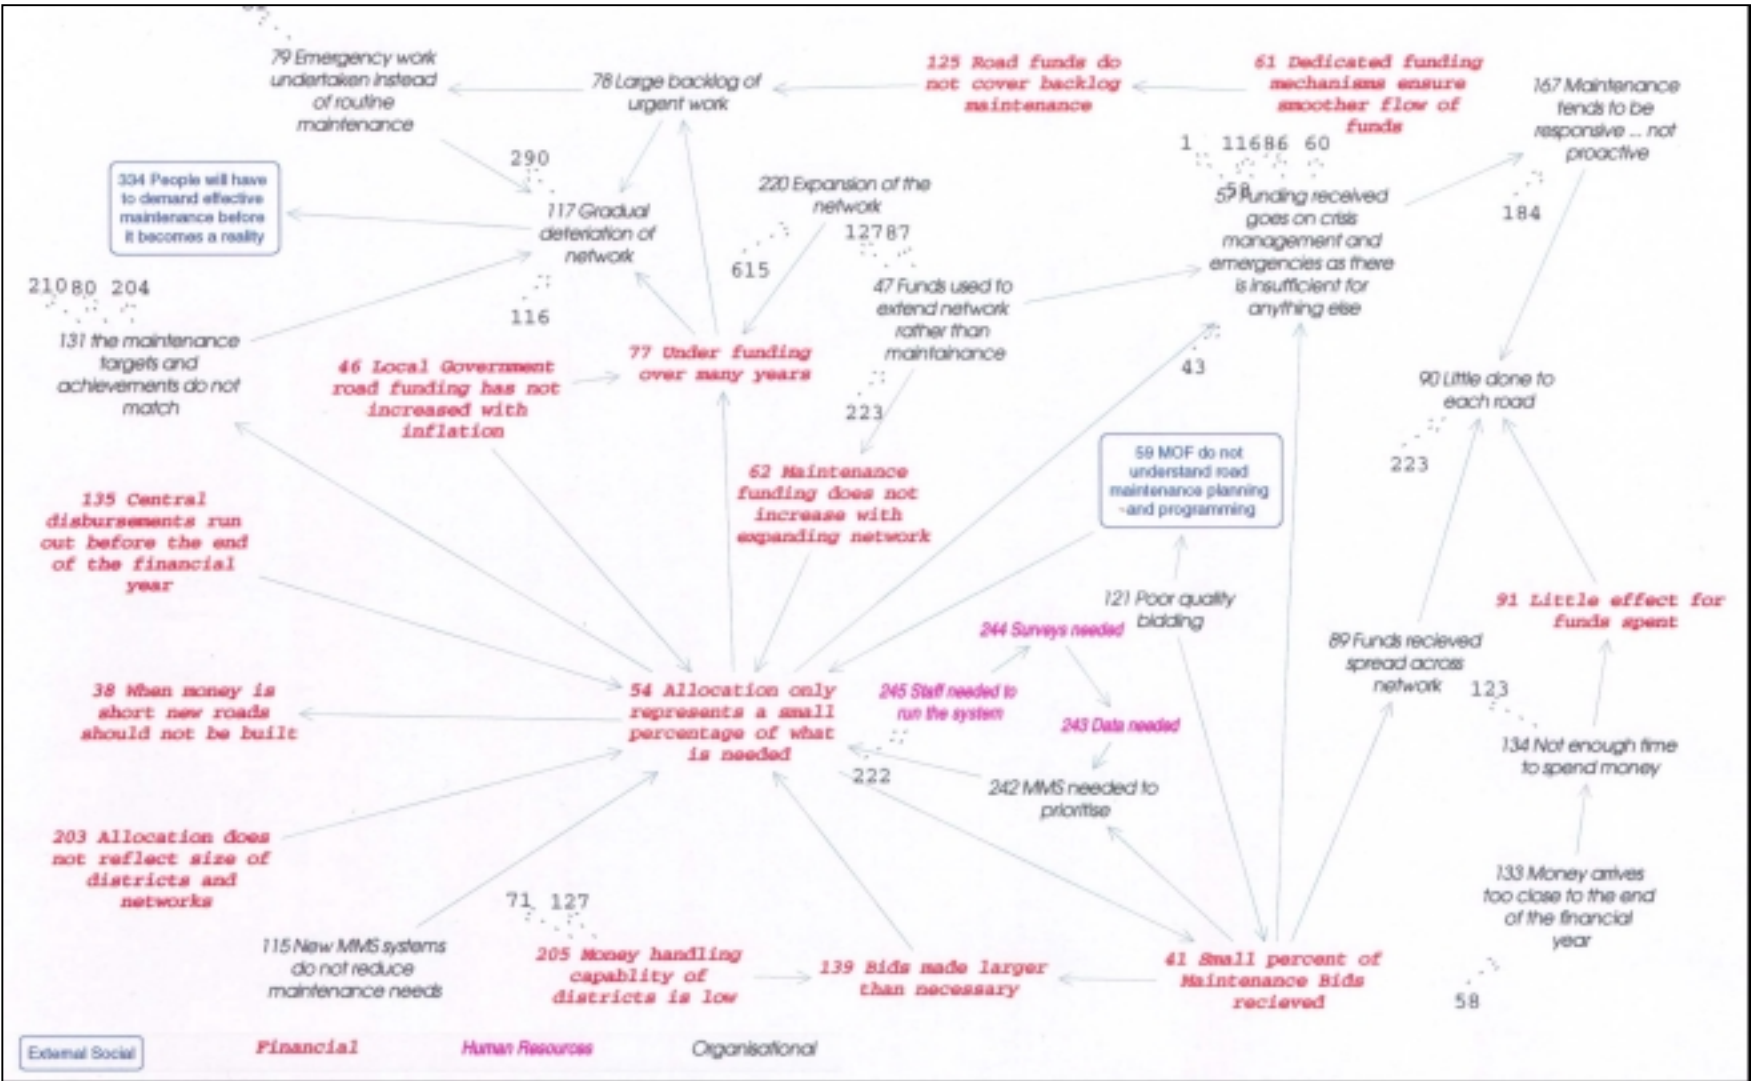 79 Emergency work
undertaken instead
of routine
maintenance
78 Large backlog of
urgent work
125 Road funds do
not cover backlog
maintenance
61 Dedicated funding
mechanisms ensure
smoother flow of
funds
167 Maintenance
tends to be
responsive ... not
proactive
1 11686 60
290
334 People will have
to demand effective
maintenance before
it becomes a reality
117 Gradual
deteriation of
network
220 Expansion of the
network
12787
58
57 Funding received
goes on crisis
management and
emergencies as there
is insufficient for
anything else
184
615
210 80 204
116
47 Funds used to
extend network
rather than
maintainance
131 the maintenance
targets and
achievements do not
match
46 Local Government
road funding has not
increased with
inflation
77 Under funding
over many years
43
223
90 Little done to
each road
223
62 Maintenance
funding does not
increase with
expanding network
59 MOF do not
understand road
maintenance planning
and programming
135 Central
disbursements run
out before the end
of the financial
year
121 Poor quality
bidding
244 Surveys needed
91 Little effect for
funds spent
89 Funds recieved
spread across
network
123
38 When money is
short new roads
should not be built
54 Allocation only
represents a small
percentage of what
is needed
245 Staff needed to
run the system
243 Data needed
222
242 MMS needed to
prioritise
134 Not enough time
to spend money
203 Allocation does
not reflect size of
districts and
networks
133 Money arrives
too close to the end
of the financial
year
71 127
115 New MMS systems
do not reduce
maintenance needs
205 Money handling
capablity of
districts is low
139 Bids made larger
than necessary
41 Small percent of
Maintenance Bids
recieved
58
External Social
Financial
Human Resources
Organisational